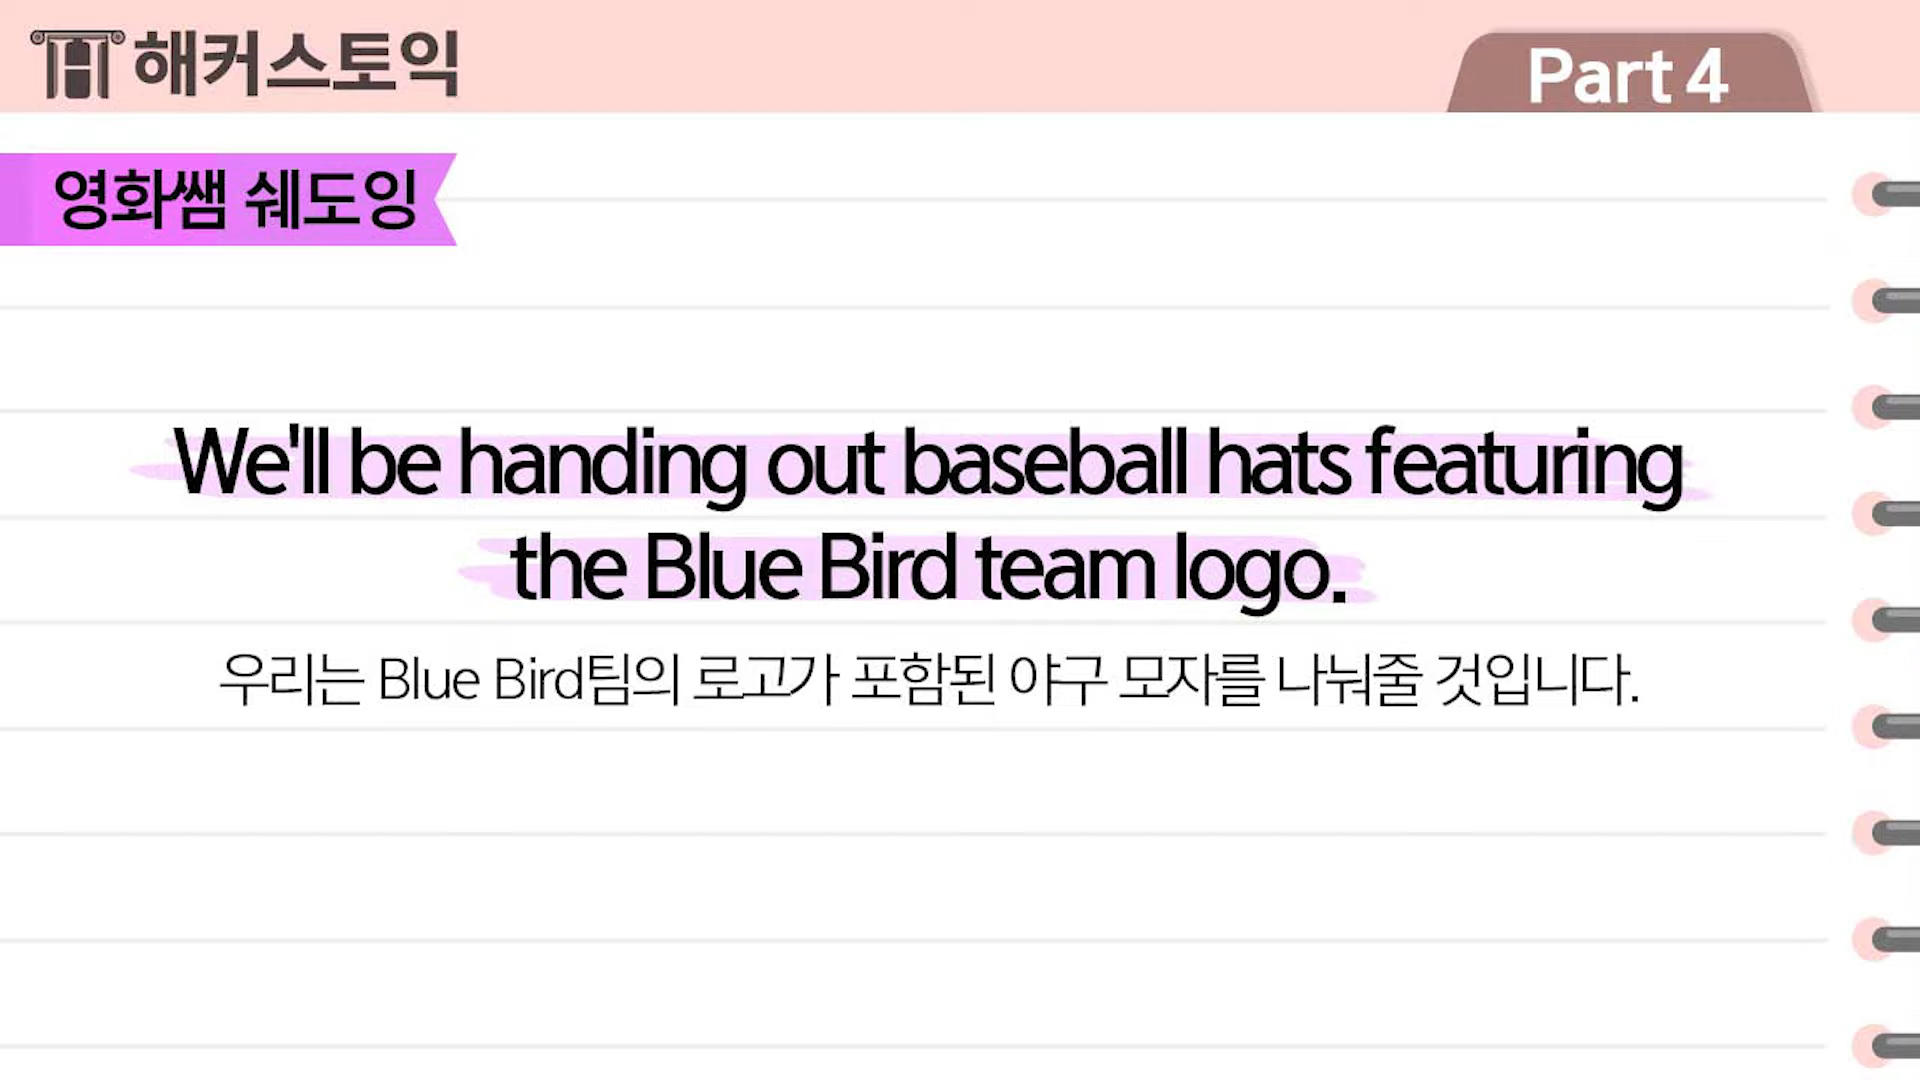 해커스토익
Part 4
영화쌤 쉐도잉
We'll be handing out baseball hats featuring
the Blue Bird team logo.
우리는 Blue Bird팀의 로고가 포함된 야구 모자를 나눠줄 것입니다.